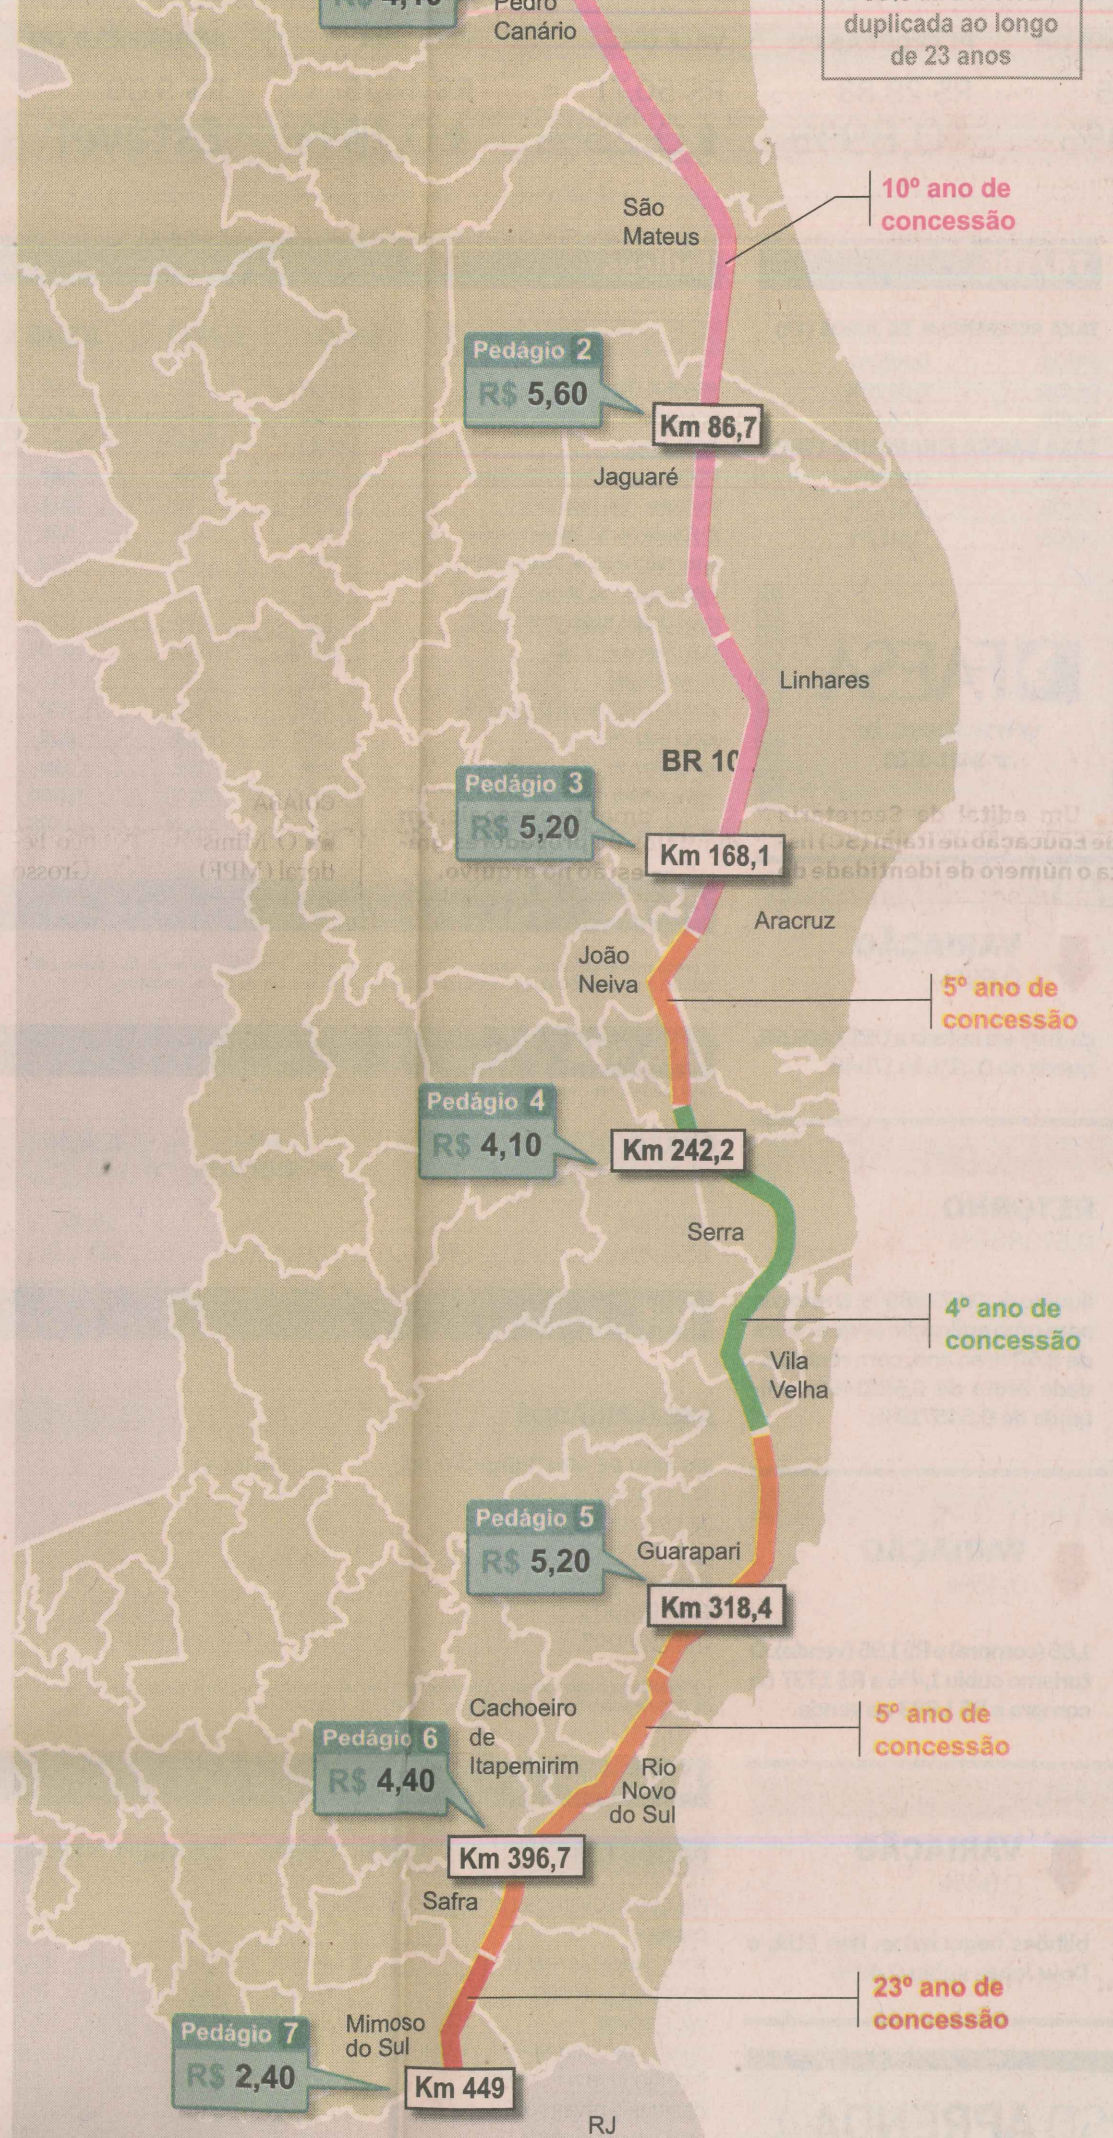 Pedro
Canário
duplicada ao longo
de 23 anos
10º ano de
concessão
São
Mateus
Pedágio 2
R$ 5,60
Km 86,7
Jaguaré
Linhares
BR 10
Pedágio 3
R$ 5,20
Km 168,1
Aracruz
João
Neiva
5º ano de
concessão
Pedágio 4
R$ 4,10
Km 242,2
Serra
4º ano de
concessão
Vila
Velha
Pedágio 5
R$ 5,20
Guarapari
Km 318,4
Cachoeiro
de
Itapemirim
5º ano de
concessão
Pedágio 6
R$ 4,40
Rio
Novo
do Sul
Km 396,7
Safra
23º ano de
concessão
Mimoso
do Sul
Pedágio 7
R$ 2,40
Km 449
RJ